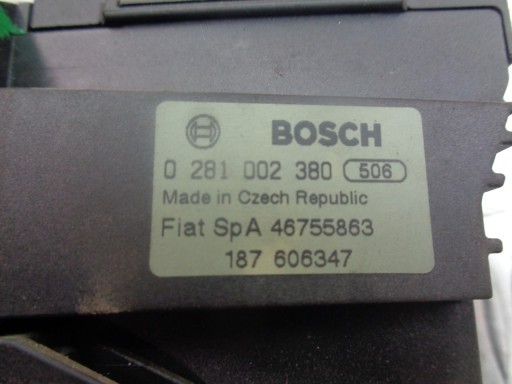 BOSCH
0 281 002 380 506
Made in Czech Republic
Fiat SpA 46755863
187 606347